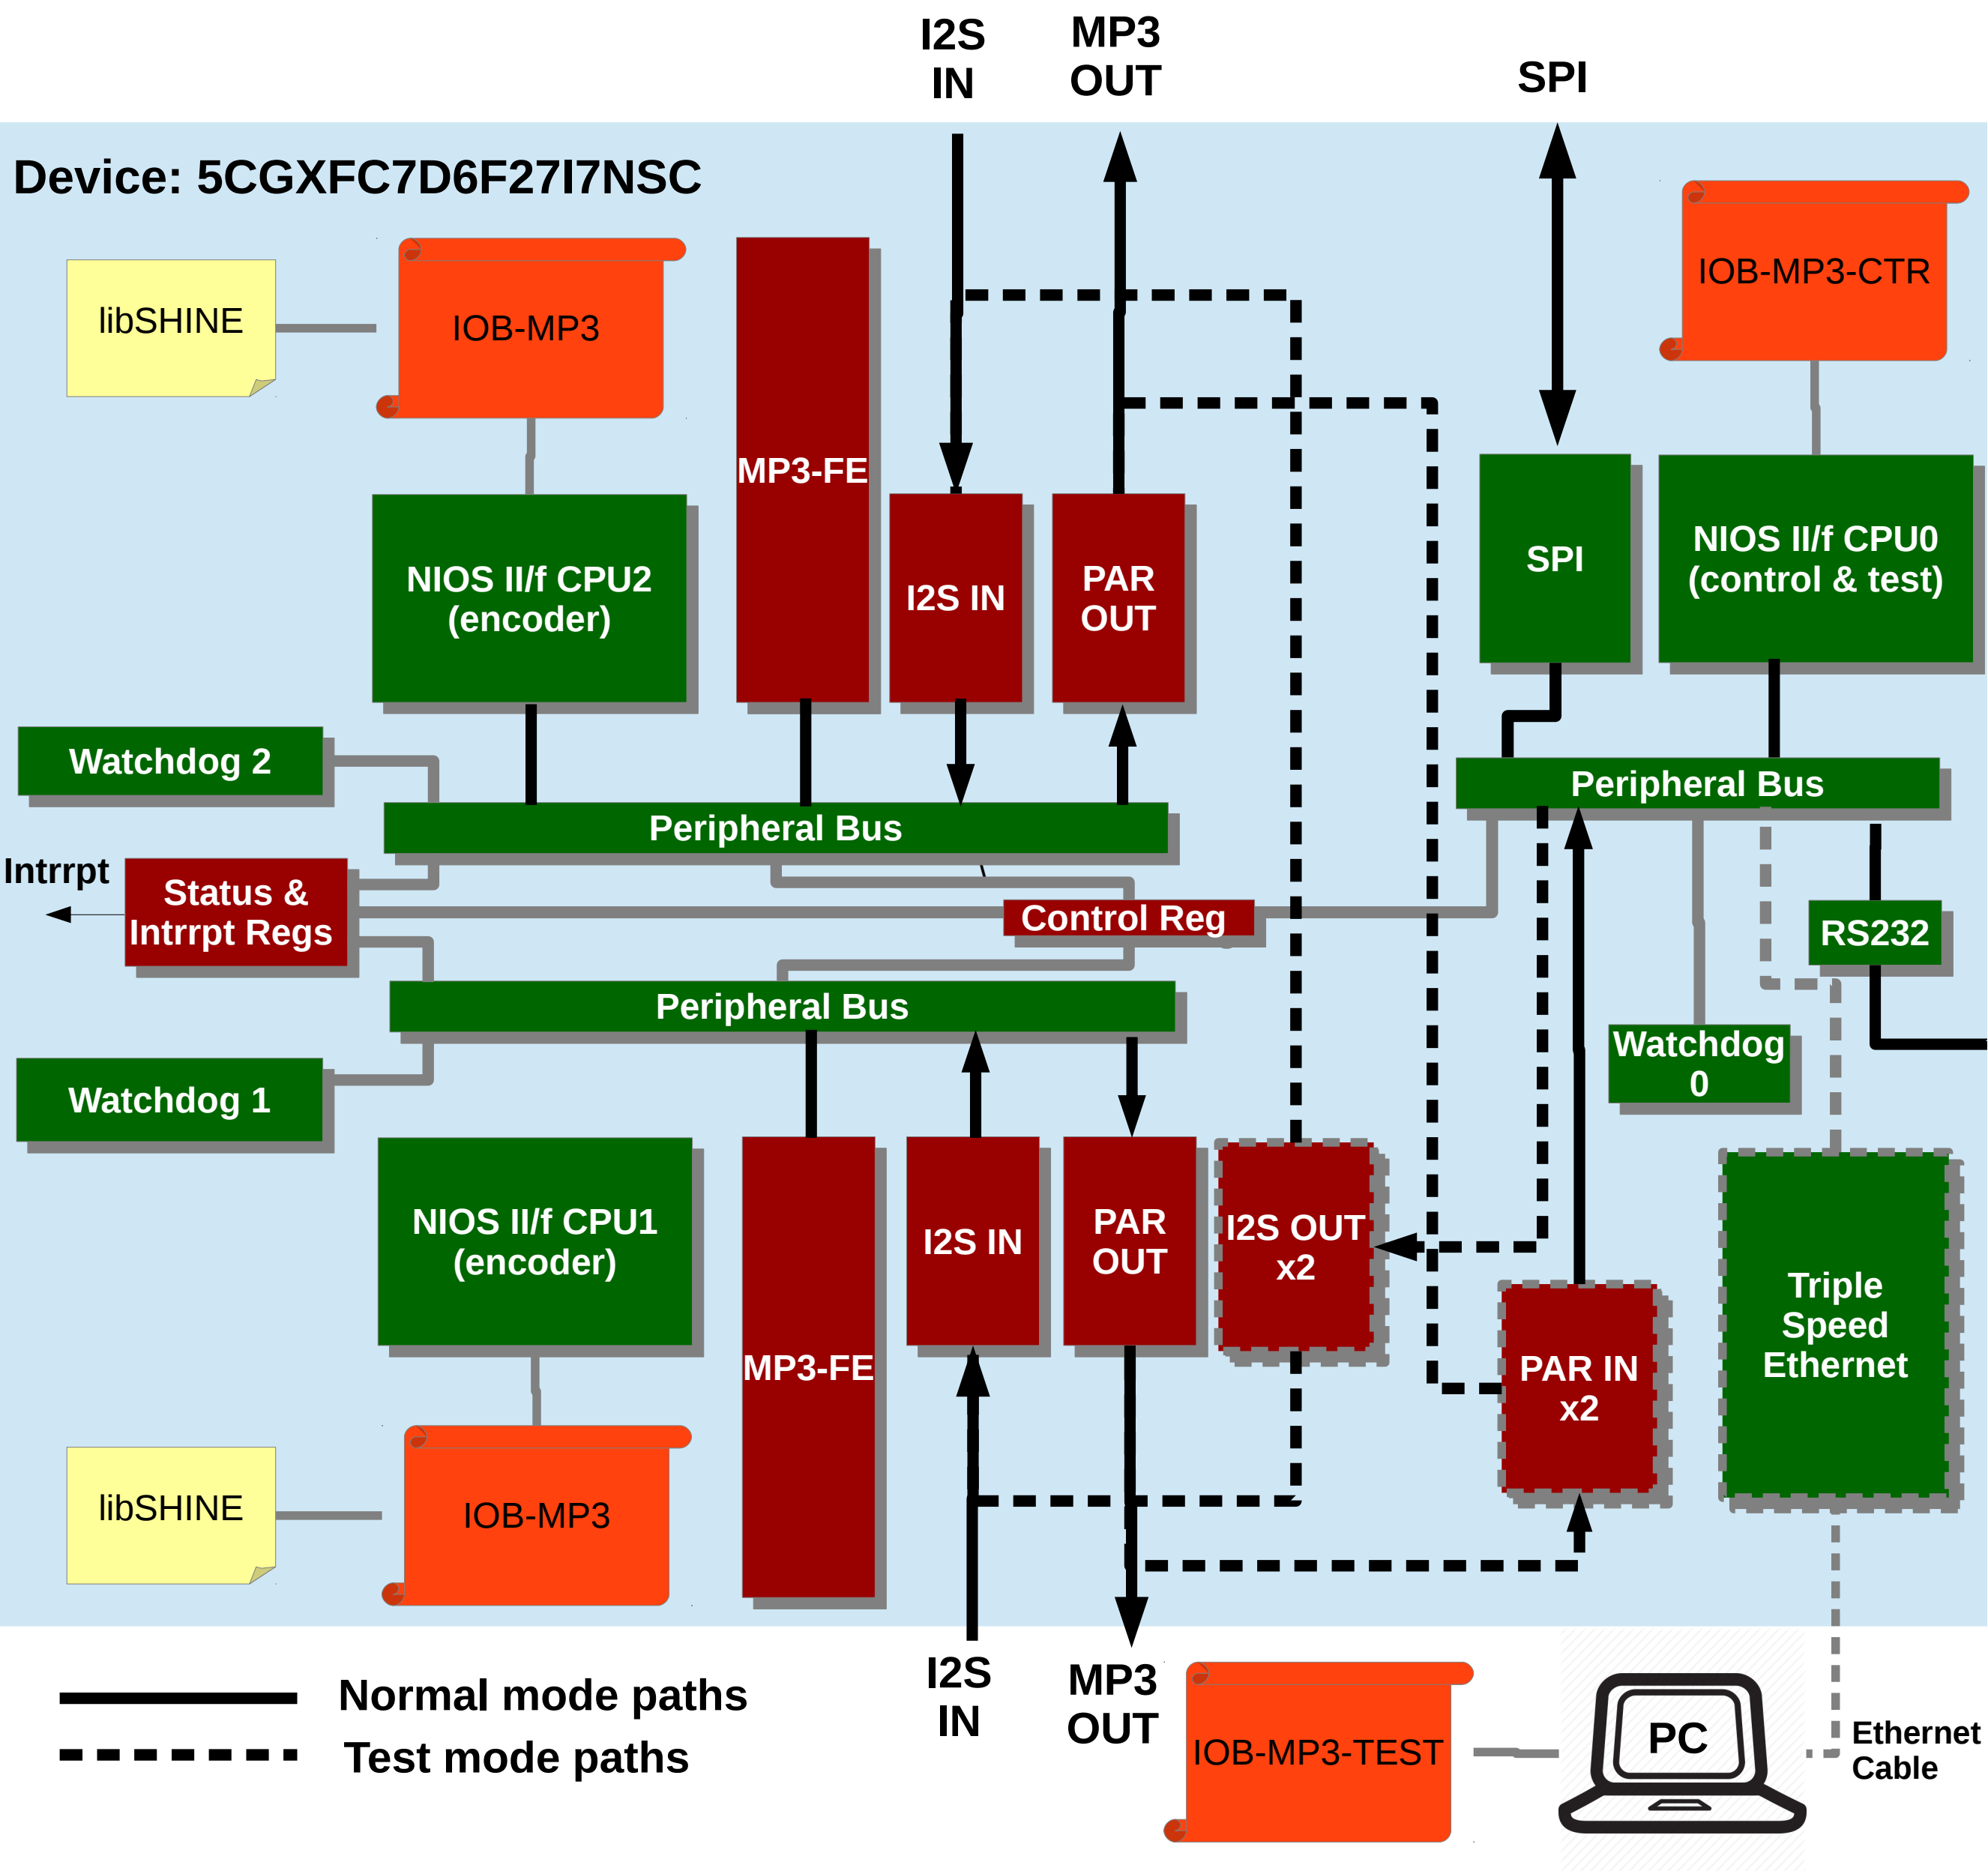 I2S
IN
MP3
OUT
SPI
Device: 5CGXFC7D6F27I7NSC
libSHINE
IOB-MP3
MP3-FE
IOB-MP3-CTR
NIOS II/f CPU2
(encoder)
I2S IN
PAR
OUT
SPI
NIOS II/f CPU0
(control & test)
Watchdog 2
Peripheral Bus
Peripheral Bus
Intrrpt
Status &
Intrrpt Regs
Control Reg
RS232
Peripheral Bus
Watchdog
0
Watchdog 1
NIOS II/f CPU1
(encoder)
MP3-FE
I2S IN
PAR
OUT
I2S OUT
x2
PAR IN
x2
Triple
Speed
Ethernet
libSHINE
IOB-MP3
I2S
IN
MP3
OUT
Normal mode paths
Test mode paths
IOB-MP3-TEST
PC
Ethernet
Cable